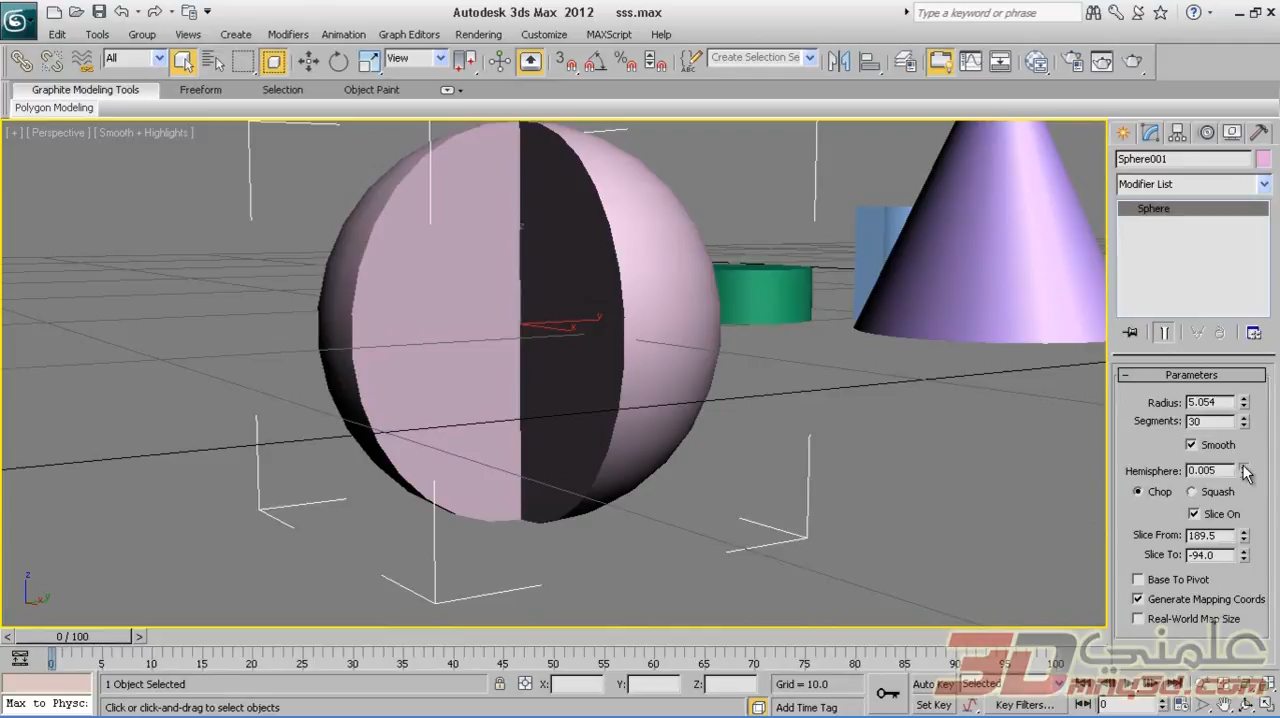 Autodesk 3ds Max 2012 sss.max
Type a keyword or phrase
Edit Tools Group Views Create Modifiers Animation Graph Editors Rendering Customize MAXScript Help
All View 3 Create Selection Se
Graphite Modeling Tools Freeform Selection Object Paint
Polygon Modeling
[ + ] [ Perspective ] [ Smooth + Highlights ]
Sphere001
Modifier List
Sphere
z
y
x
Parameters
Radius: 5.054
Segments: 30
Smooth
Hemisphere: 0.005
Chop Squash
Slice On
Slice From: 189.5
Slice To: -94.0
Base To Pivot
Generate Mapping Coords
Real-World Map Size
z
x y
< 0 / 100 >
0 5 10 15 20 25 30 35 40 45 50 55 60 65 70 75 80 85 90 95 100
1 Object Selected X: Y: Z: Grid = 10.0 Auto Key Selected
Max to Physc: Click or click-and-drag to select objects Add Time Tag Set Key Key Filters... 0
3D علمني